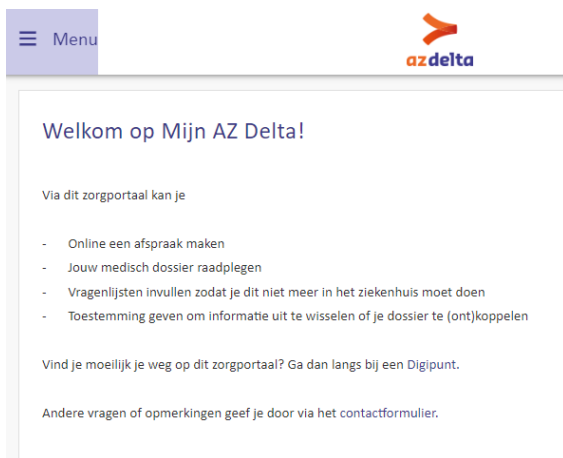 ☰ Menu
azdelta
Welkom op Mijn AZ Delta!
Via dit zorgportaal kan je
- Online een afspraak maken
- Jouw medisch dossier raadplegen
- Vragenlijsten invullen zodat je dit niet meer in het ziekenhuis moet doen
- Toestemming geven om informatie uit te wisselen of je dossier te (ont)koppelen
Vind je moeilijk je weg op dit zorgportaal? Ga dan langs bij een Digipunt.
Andere vragen of opmerkingen geef je door via het contactformulier.